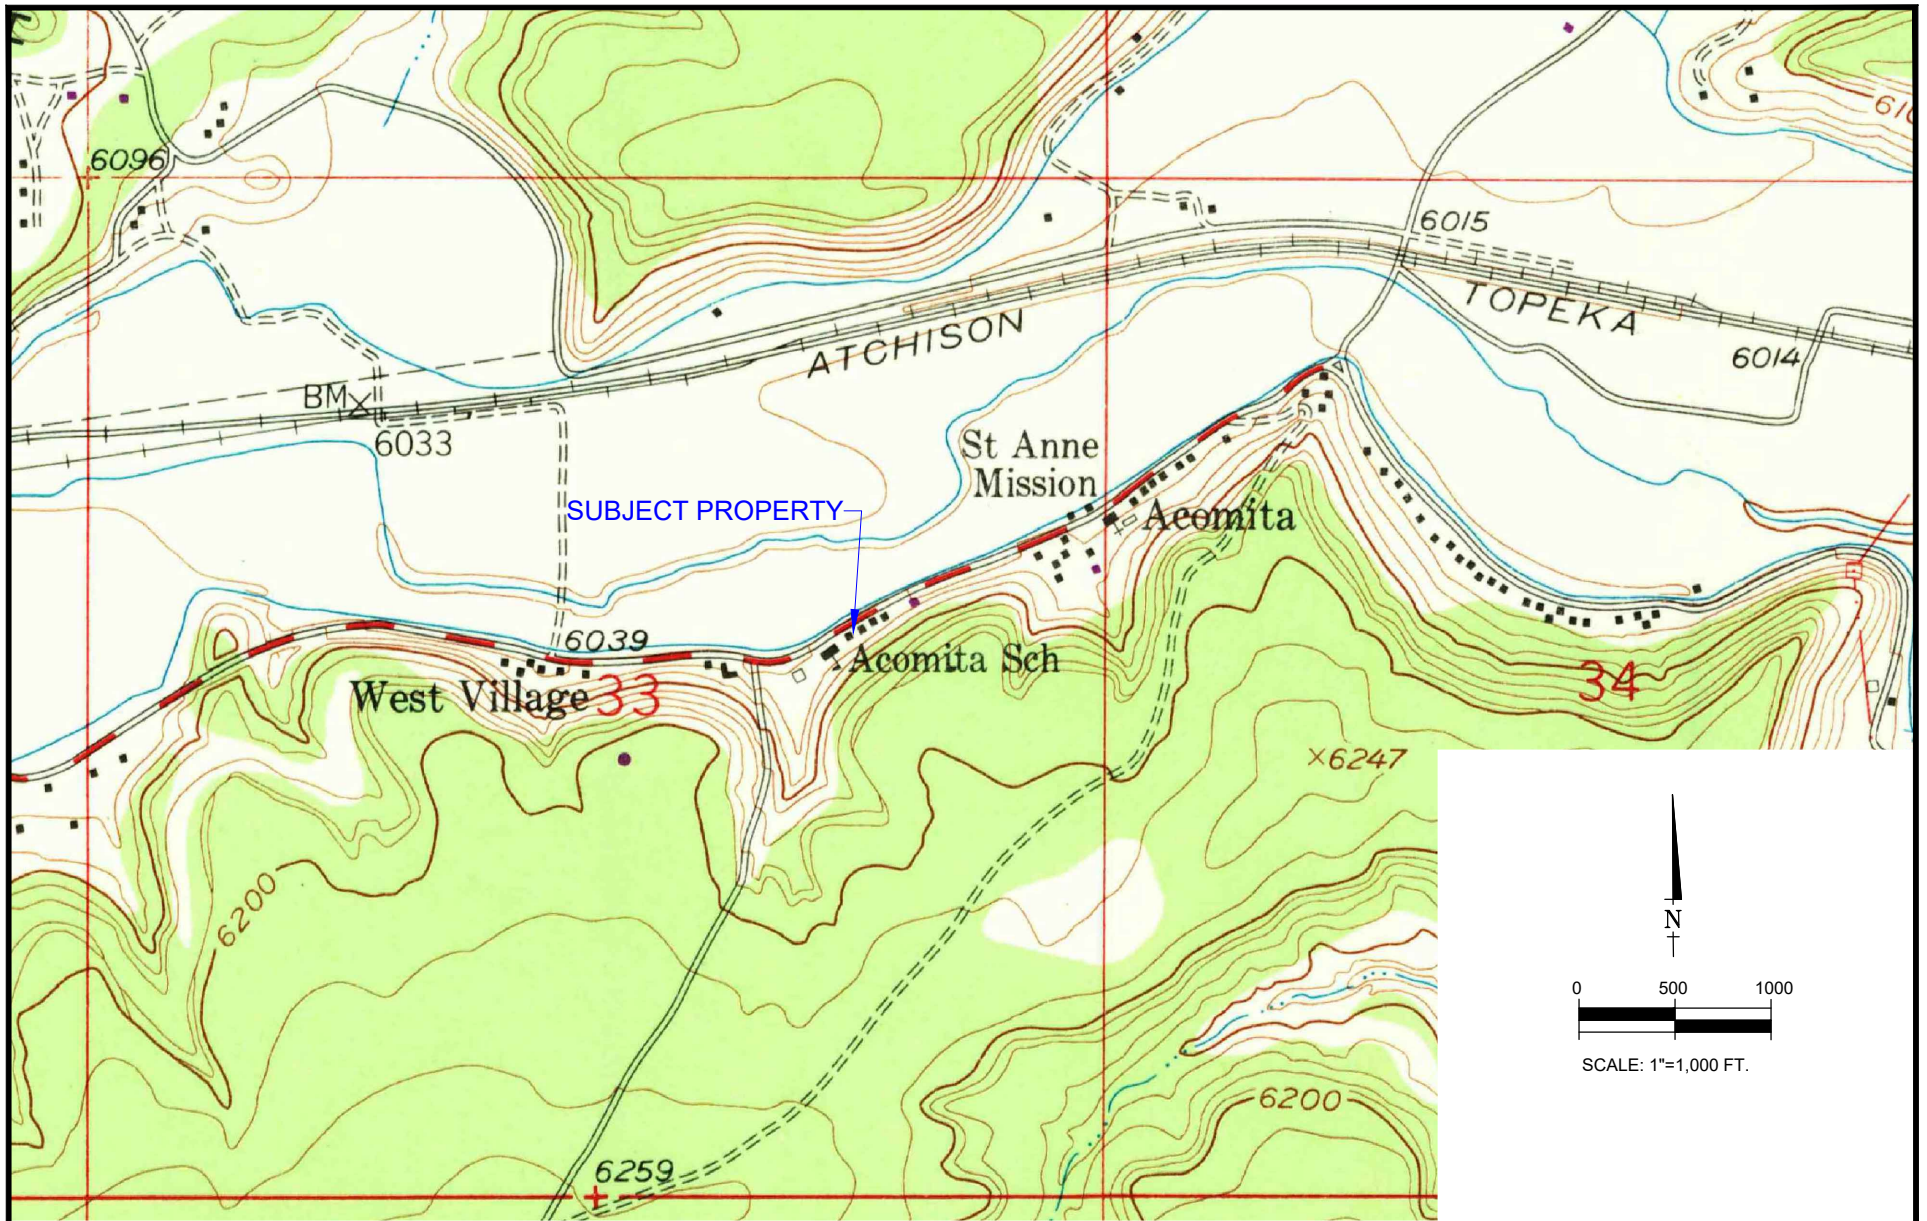 6096
6100
6015
TOPEKA
ATCHISON
6014
BM
6033
St Anne
Mission
SUBJECT PROPERTY
Acomita
6039
Acomita Sch
West Village 33
34
×6247
6200
N
0 500 1000
SCALE: 1"=1,000 FT.
6200
6259